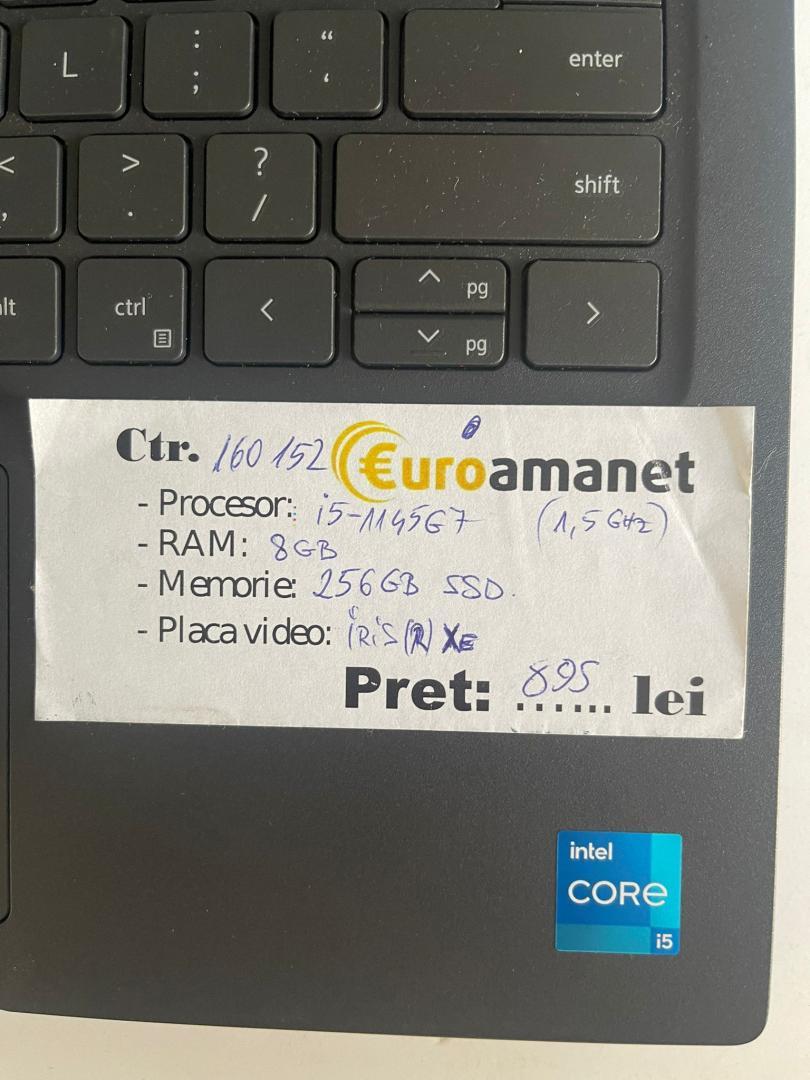 L : ; “ ‘ enter
< , > . ? / shift
alt ctrl < ^ pg >
pg
Ctr. 160 152 €uroamanet
- Procesor: i5-1145G7 (1,5 GHz)
- RAM: 8GB
- Memorie: 256GB SSD.
- Placa video: iRiS(R) XE
Pret: 895 ...... lei
intel
CORE
i5